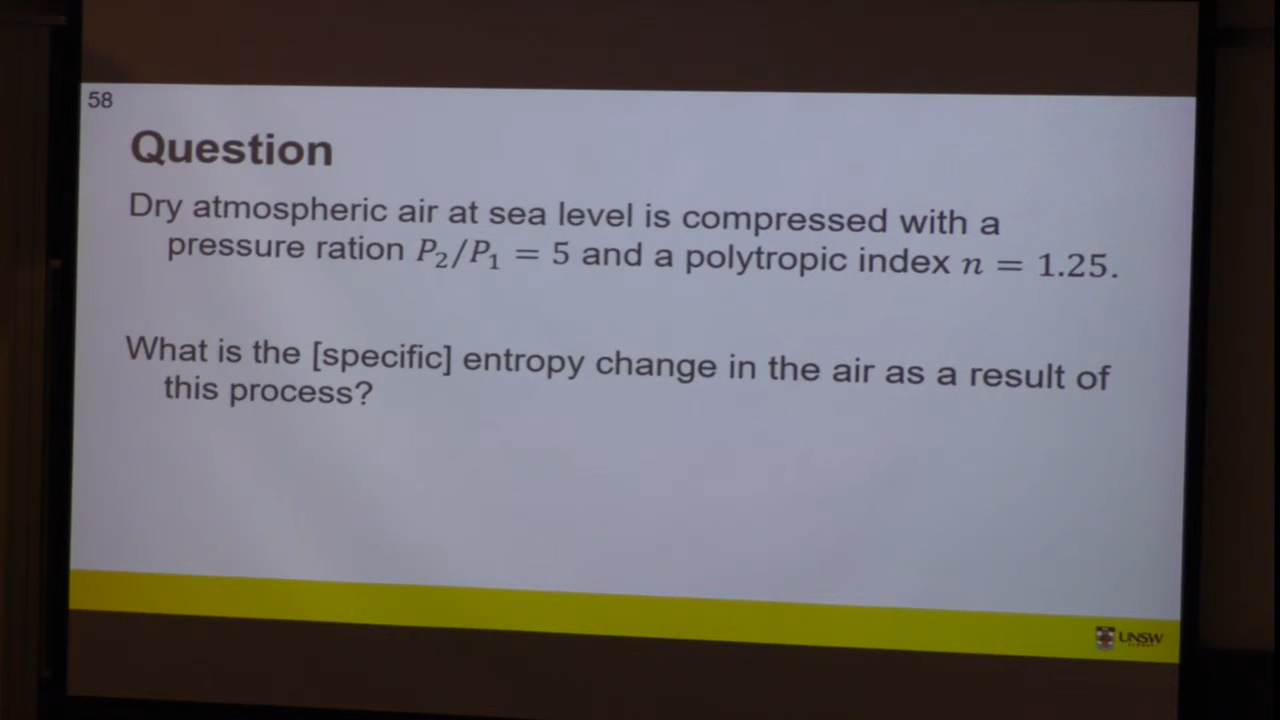 58
Question
Dry atmospheric air at sea level is compressed with a
pressure ration P₂/P₁ = 5 and a polytropic index n = 1.25.
What is the [specific] entropy change in the air as a result of
this process?
UNSW